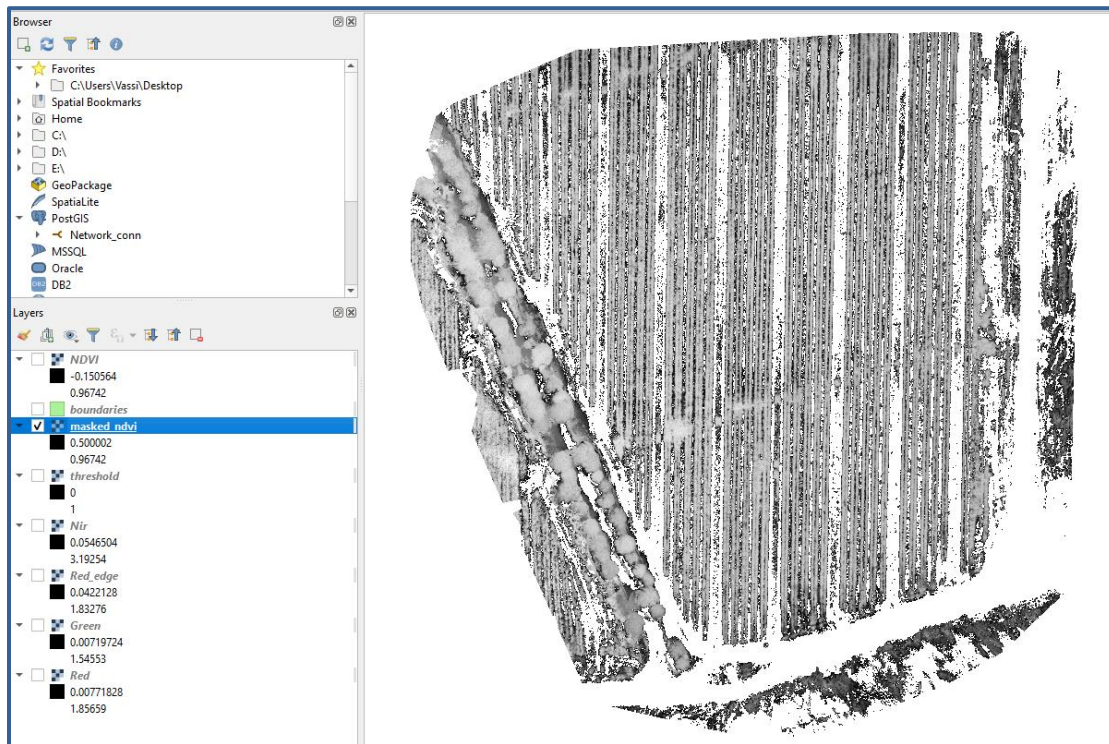 Browser
Favorites
C:\Users\Vassi\Desktop
Spatial Bookmarks
Home
C:\
D:\
E:\
GeoPackage
SpatiaLite
PostGIS
Network_conn
MSSQL
Oracle
DB2
Layers
NDVI
-0.150564
0.96742
boundaries
masked_ndvi
0.500002
0.96742
threshold
0
1
Nir
0.0546504
3.19254
Red_edge
0.0422128
1.83276
Green
0.00719724
1.54553
Red
0.00771828
1.85659